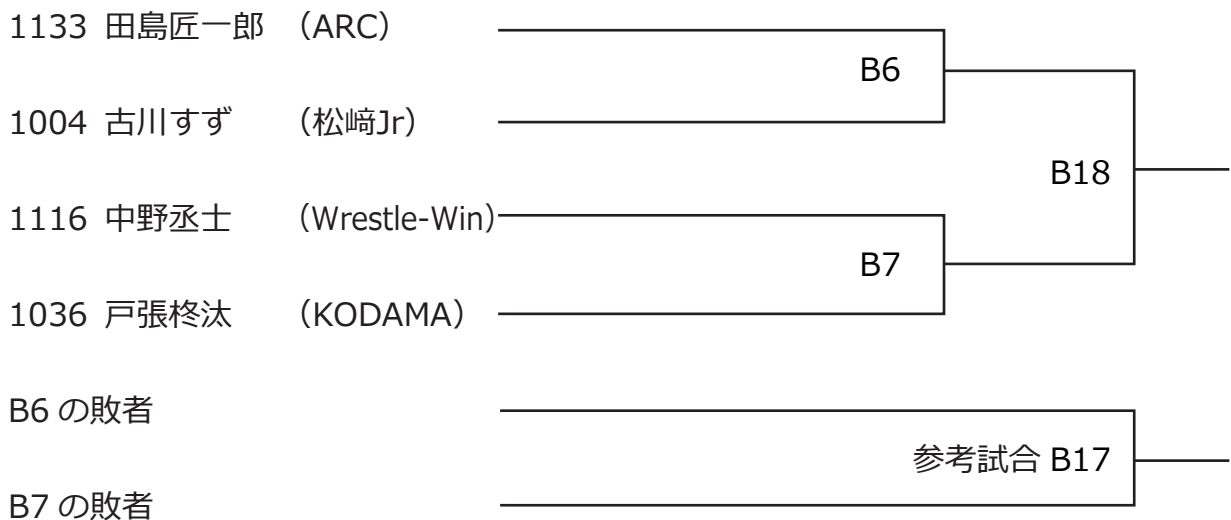 1133 田島匠一郎 （ARC）
B6
1004 古川すず （松﨑Jr）
B18
1116 中野丞士 （Wrestle-Win）
B7
1036 戸張柊汰 （KODAMA）
B6 の敗者
参考試合 B17
B7 の敗者